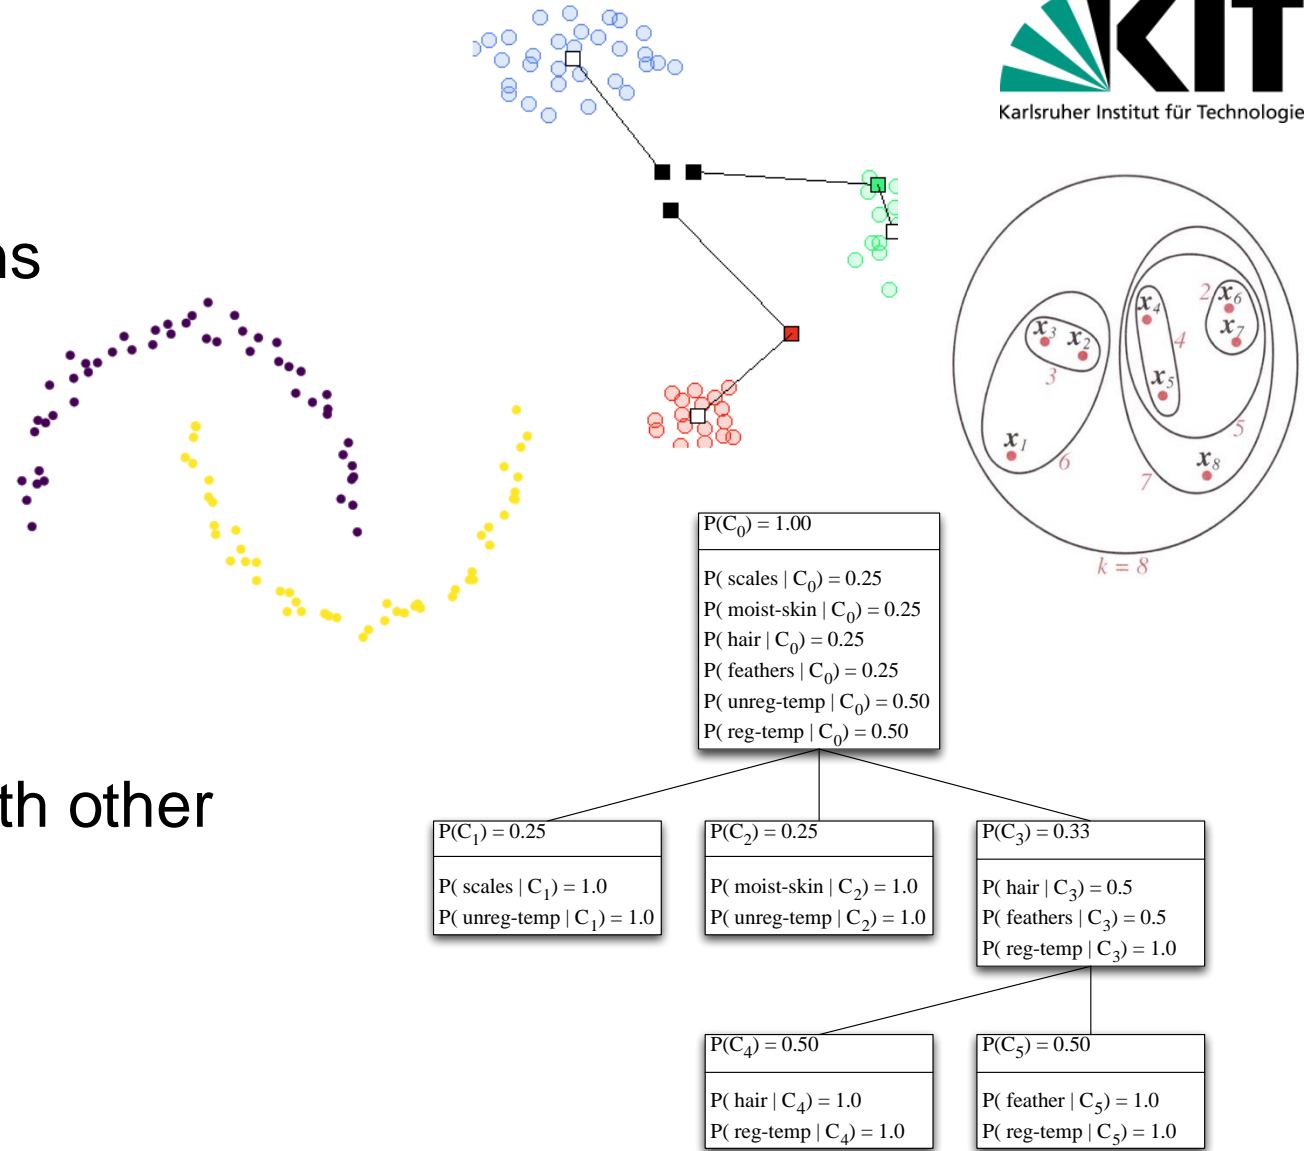 KIT
Karlsruher Institut für Technologie
ns
th other
x₄
2
x₆
x₃
x₂
x₇
4
3
x₅
5
x₁
6
x₈
7
k = 8
P(C₀) = 1.00
P( scales | C₀) = 0.25
P( moist-skin | C₀) = 0.25
P( hair | C₀) = 0.25
P( feathers | C₀) = 0.25
P( unreg-temp | C₀) = 0.50
P( reg-temp | C₀) = 0.50
P(C₁) = 0.25
P( scales | C₁) = 1.0
P( unreg-temp | C₁) = 1.0
P(C₂) = 0.25
P( moist-skin | C₂) = 1.0
P( unreg-temp | C₂) = 1.0
P(C₃) = 0.33
P( hair | C₃) = 0.5
P( feathers | C₃) = 0.5
P( reg-temp | C₃) = 1.0
P(C₄) = 0.50
P( hair | C₄) = 1.0
P( reg-temp | C₄) = 1.0
P(C₅) = 0.50
P( feather | C₅) = 1.0
P( reg-temp | C₅) = 1.0